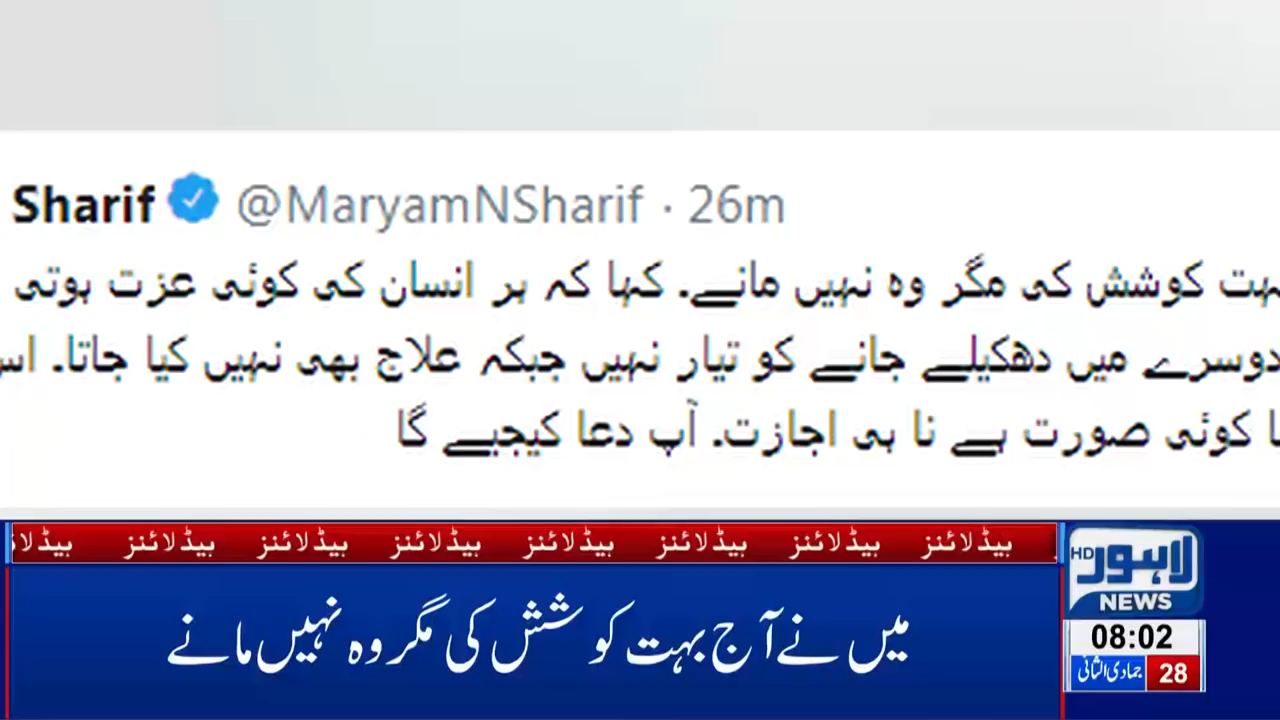 Sharif @MaryamNSharif · 26m
بہت کوشش کی مگر وہ نہیں مانے۔ کہا کہ ہر انسان کی کوئی عزت ہوتی
دوسرے میں دھکیلے جانے کو تیار نہیں جبکہ علاج بھی نہیں کیا جاتا۔
کوئی صورت ہے نا ہی اجازت۔ آپ دعا کیجیے گا
ہیڈلائنز ہیڈلائنز ہیڈلائنز ہیڈلائنز ہیڈلائنز ہیڈلائنز ہیڈلائنز
میں نے آج بہت کوشش کی مگر وہ نہیں مانے
HD لاہور
NEWS
08:02
28 جمادی الثانی